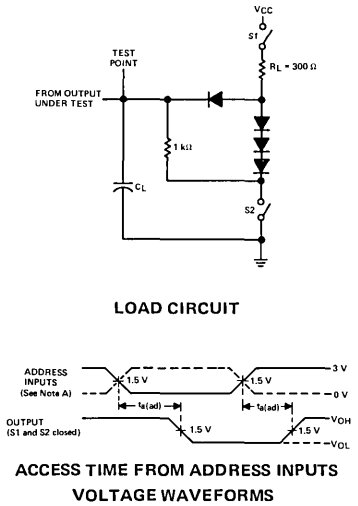 VCC
S1
TEST
POINT
RL = 300 Ω
FROM OUTPUT
UNDER TEST
1 kΩ
CL
S2
LOAD CIRCUIT
ADDRESS
INPUTS
(See Note A)
1.5 V
1.5 V
3 V
0 V
ta(ad)
ta(ad)
OUTPUT
(S1 and S2 closed)
1.5 V
1.5 V
VOH
VOL
ACCESS TIME FROM ADDRESS INPUTS
VOLTAGE WAVEFORMS